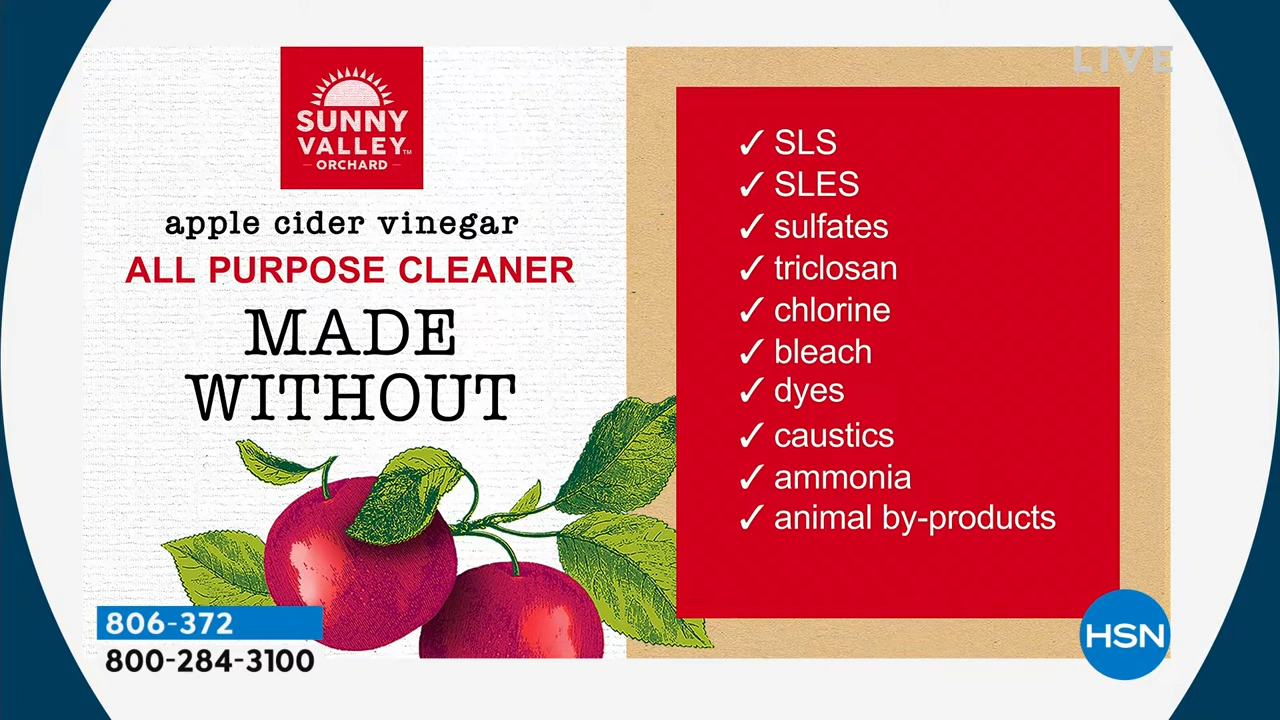 LIVE
SUNNY
VALLEY™
ORCHARD
apple cider vinegar
ALL PURPOSE CLEANER
MADE
WITHOUT
✓ SLS
✓ SLES
✓ sulfates
✓ triclosan
✓ chlorine
✓ bleach
✓ dyes
✓ caustics
✓ ammonia
✓ animal by-products
806-372
800-284-3100
HSN